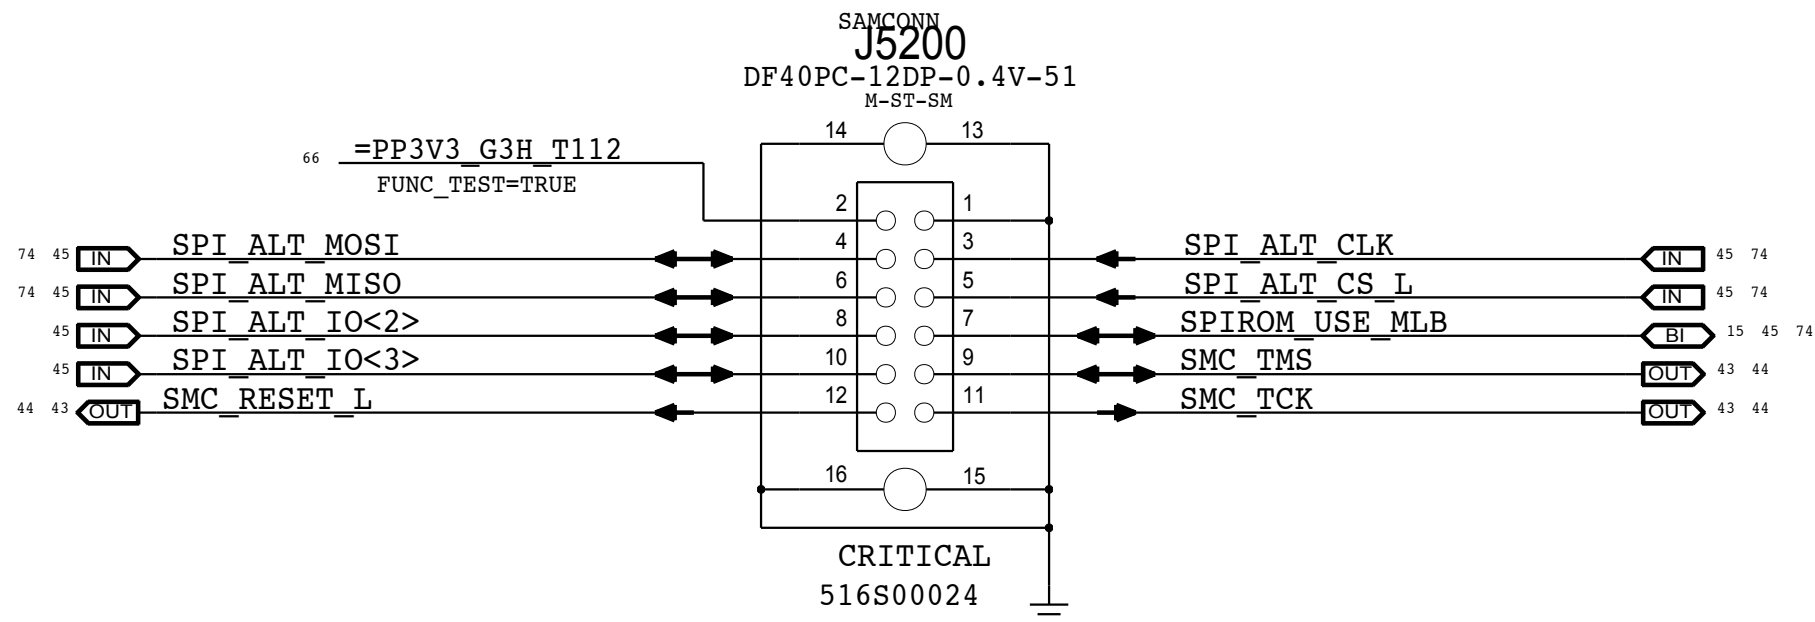 SAMCONN
J5200
DF40PC-12DP-0.4V-51
M-ST-SM
14 13
66 =PP3V3_G3H_T112
FUNC_TEST=TRUE
2 1
74 45 IN SPI_ALT_MOSI 4 3 SPI_ALT_CLK IN 45 74
74 45 IN SPI_ALT_MISO 6 5 SPI_ALT_CS_L IN 45 74
45 IN SPI_ALT_IO<2> 8 7 SPIROM_USE_MLB BI 15 45 74
45 IN SPI_ALT_IO<3> 10 9 SMC_TMS OUT 43 44
44 43 OUT SMC_RESET_L 12 11 SMC_TCK OUT 43 44
16 15
CRITICAL
516S00024